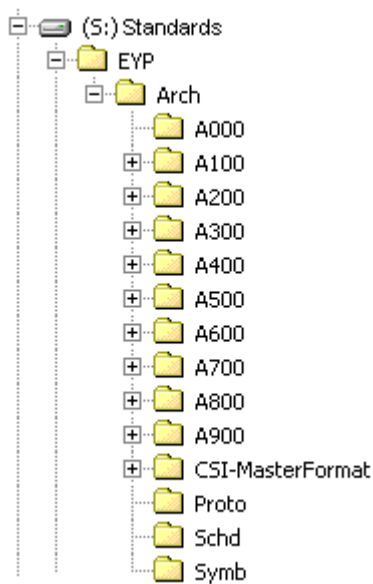 (S:) Standards
EYP
Arch
A000
A100
A200
A300
A400
A500
A600
A700
A800
A900
CSI-MasterFormat
Proto
Schd
Symb